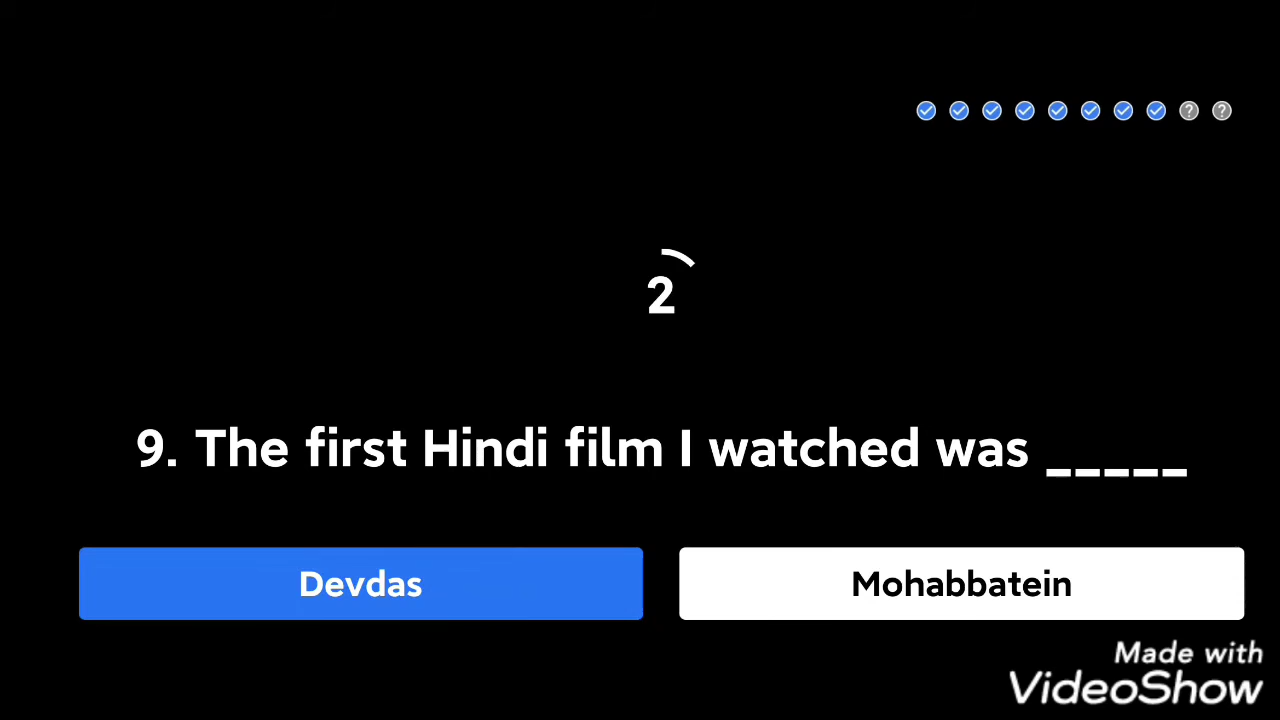 2
9. The first Hindi film I watched was _____
Devdas
Mohabbatein
Made with
VideoShow